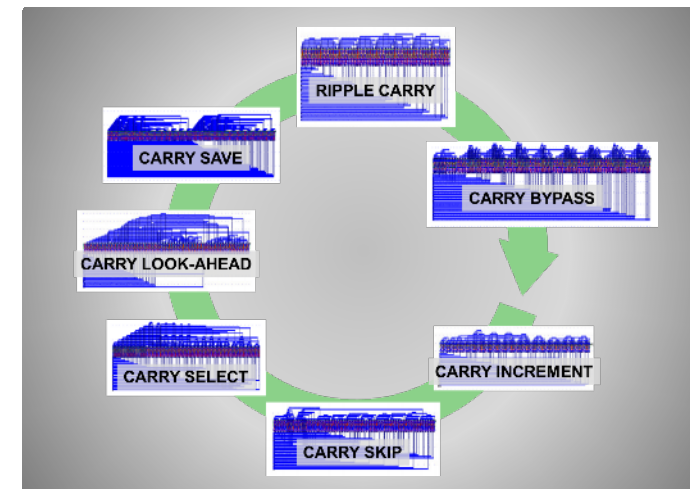 RIPPLE CARRY
CARRY SAVE
CARRY BYPASS
CARRY LOOK-AHEAD
CARRY SELECT
CARRY INCREMENT
CARRY SKIP